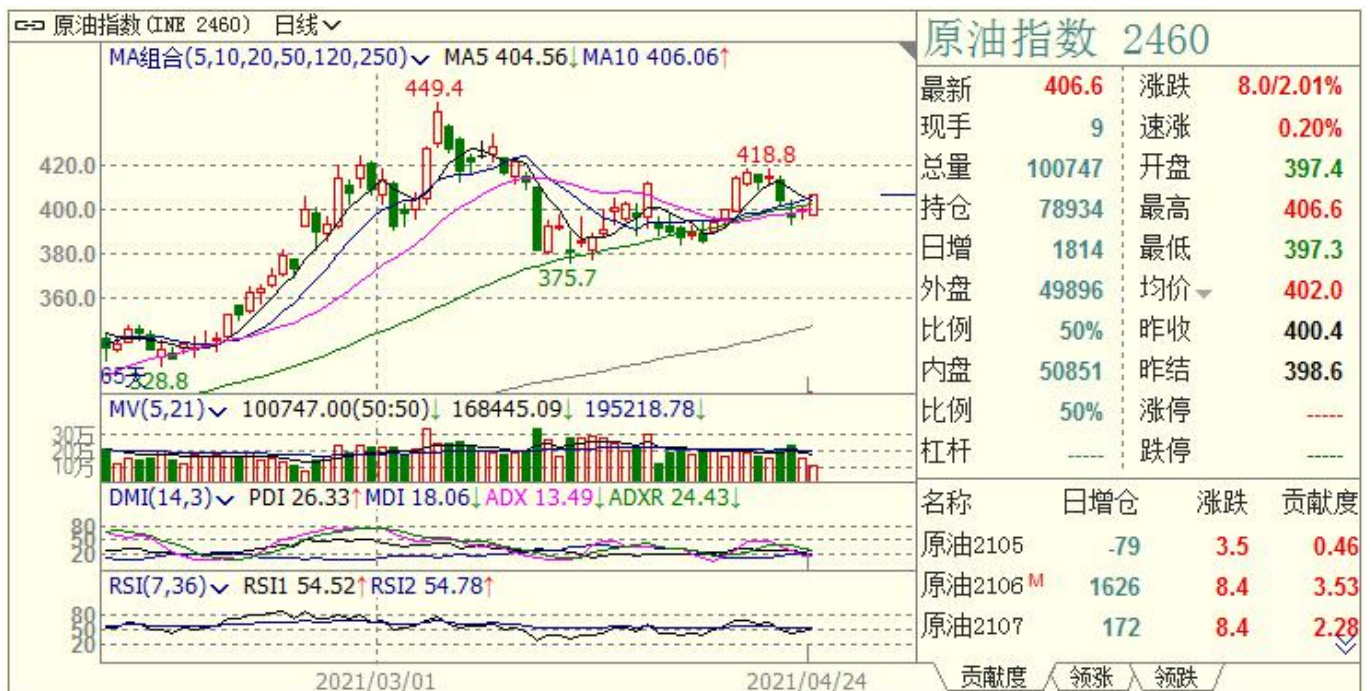 原油指数(INE 2460) 日线
MA组合(5,10,20,50,120,250) MA5 404.56↓ MA10 406.06↑
449.4
418.8
420.0
400.0
380.0
375.7
360.0
65天
328.8
MV(5,21) 100747.00(50:50)↓ 168445.09↓ 195218.78↓
30万
20万
10万
DMI(14,3) PDI 26.33↑ MDI 18.06↓ ADX 13.49↓ ADXR 24.43↓
80
50
20
RSI(7,36) RSI1 54.52↑ RSI2 54.78↑
80
50
20
2021/03/01 2021/04/24
原油指数 2460
最新 406.6 涨跌 8.0/2.01%
现手 9 速涨 0.20%
总量 100747 开盘 397.4
持仓 78934 最高 406.6
日增 1814 最低 397.3
外盘 49896 均价 402.0
比例 50% 昨收 400.4
内盘 50851 昨结 398.6
比例 50% 涨停 -----
杠杆 ----- 跌停 -----
名称 日增仓 涨跌 贡献度
原油2105 -79 3.5 0.46
原油2106 M 1626 8.4 3.53
原油2107 172 8.4 2.28
贡献度 领涨 领跌